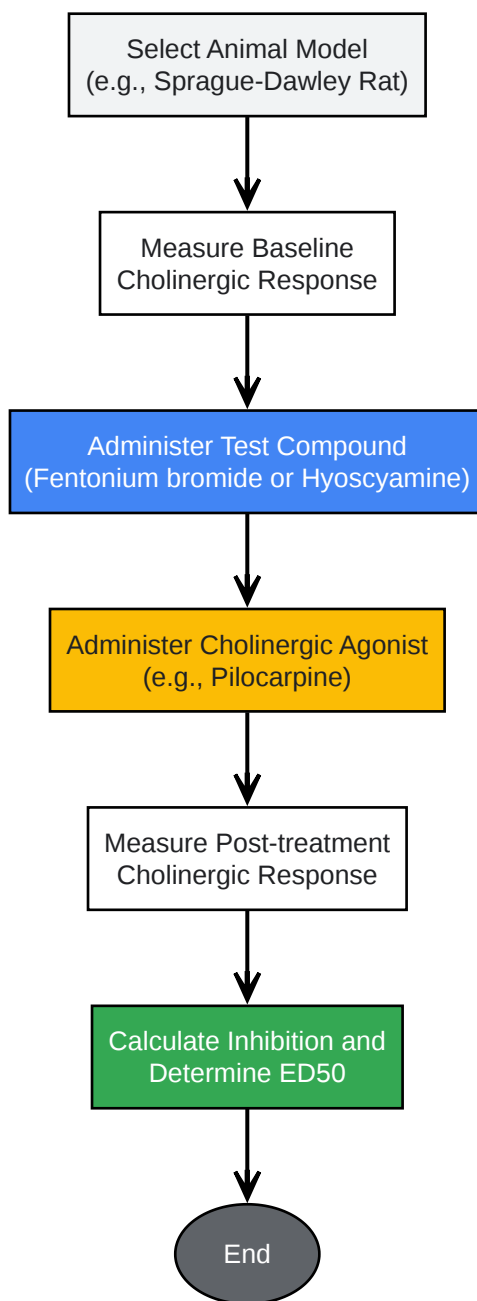 Select Animal Model
(e.g., Sprague-Dawley Rat)
Measure Baseline
Cholinergic Response
Administer Test Compound
(Fentonium bromide or Hyoscyamine)
Administer Cholinergic Agonist
(e.g., Pilocarpine)
Measure Post-treatment
Cholinergic Response
Calculate Inhibition and
Determine ED50
End